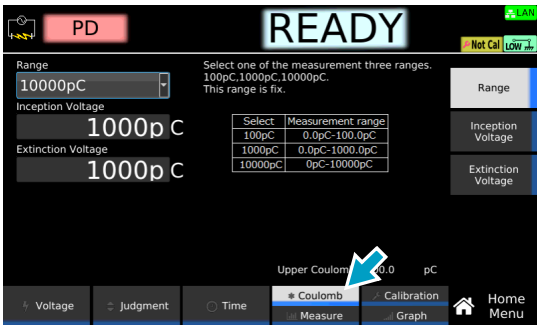 LAN
PD
READY
Not Cal LOW
Range
10000pC
Inception Voltage
1000p C
Extinction Voltage
1000p C
Select one of the measurement three ranges.
100pC,1000pC,10000pC.
This range is fix.
Select Measurement range
100pC 0.0pC-100.0pC
1000pC 0.0pC-1000.0pC
10000pC 0pC-10000pC
Range
Inception
Voltage
Extinction
Voltage
Upper Coulomb 0.0 pC
Voltage
Judgment
Time
Coulomb
Measure
Calibration
Graph
Home
Menu